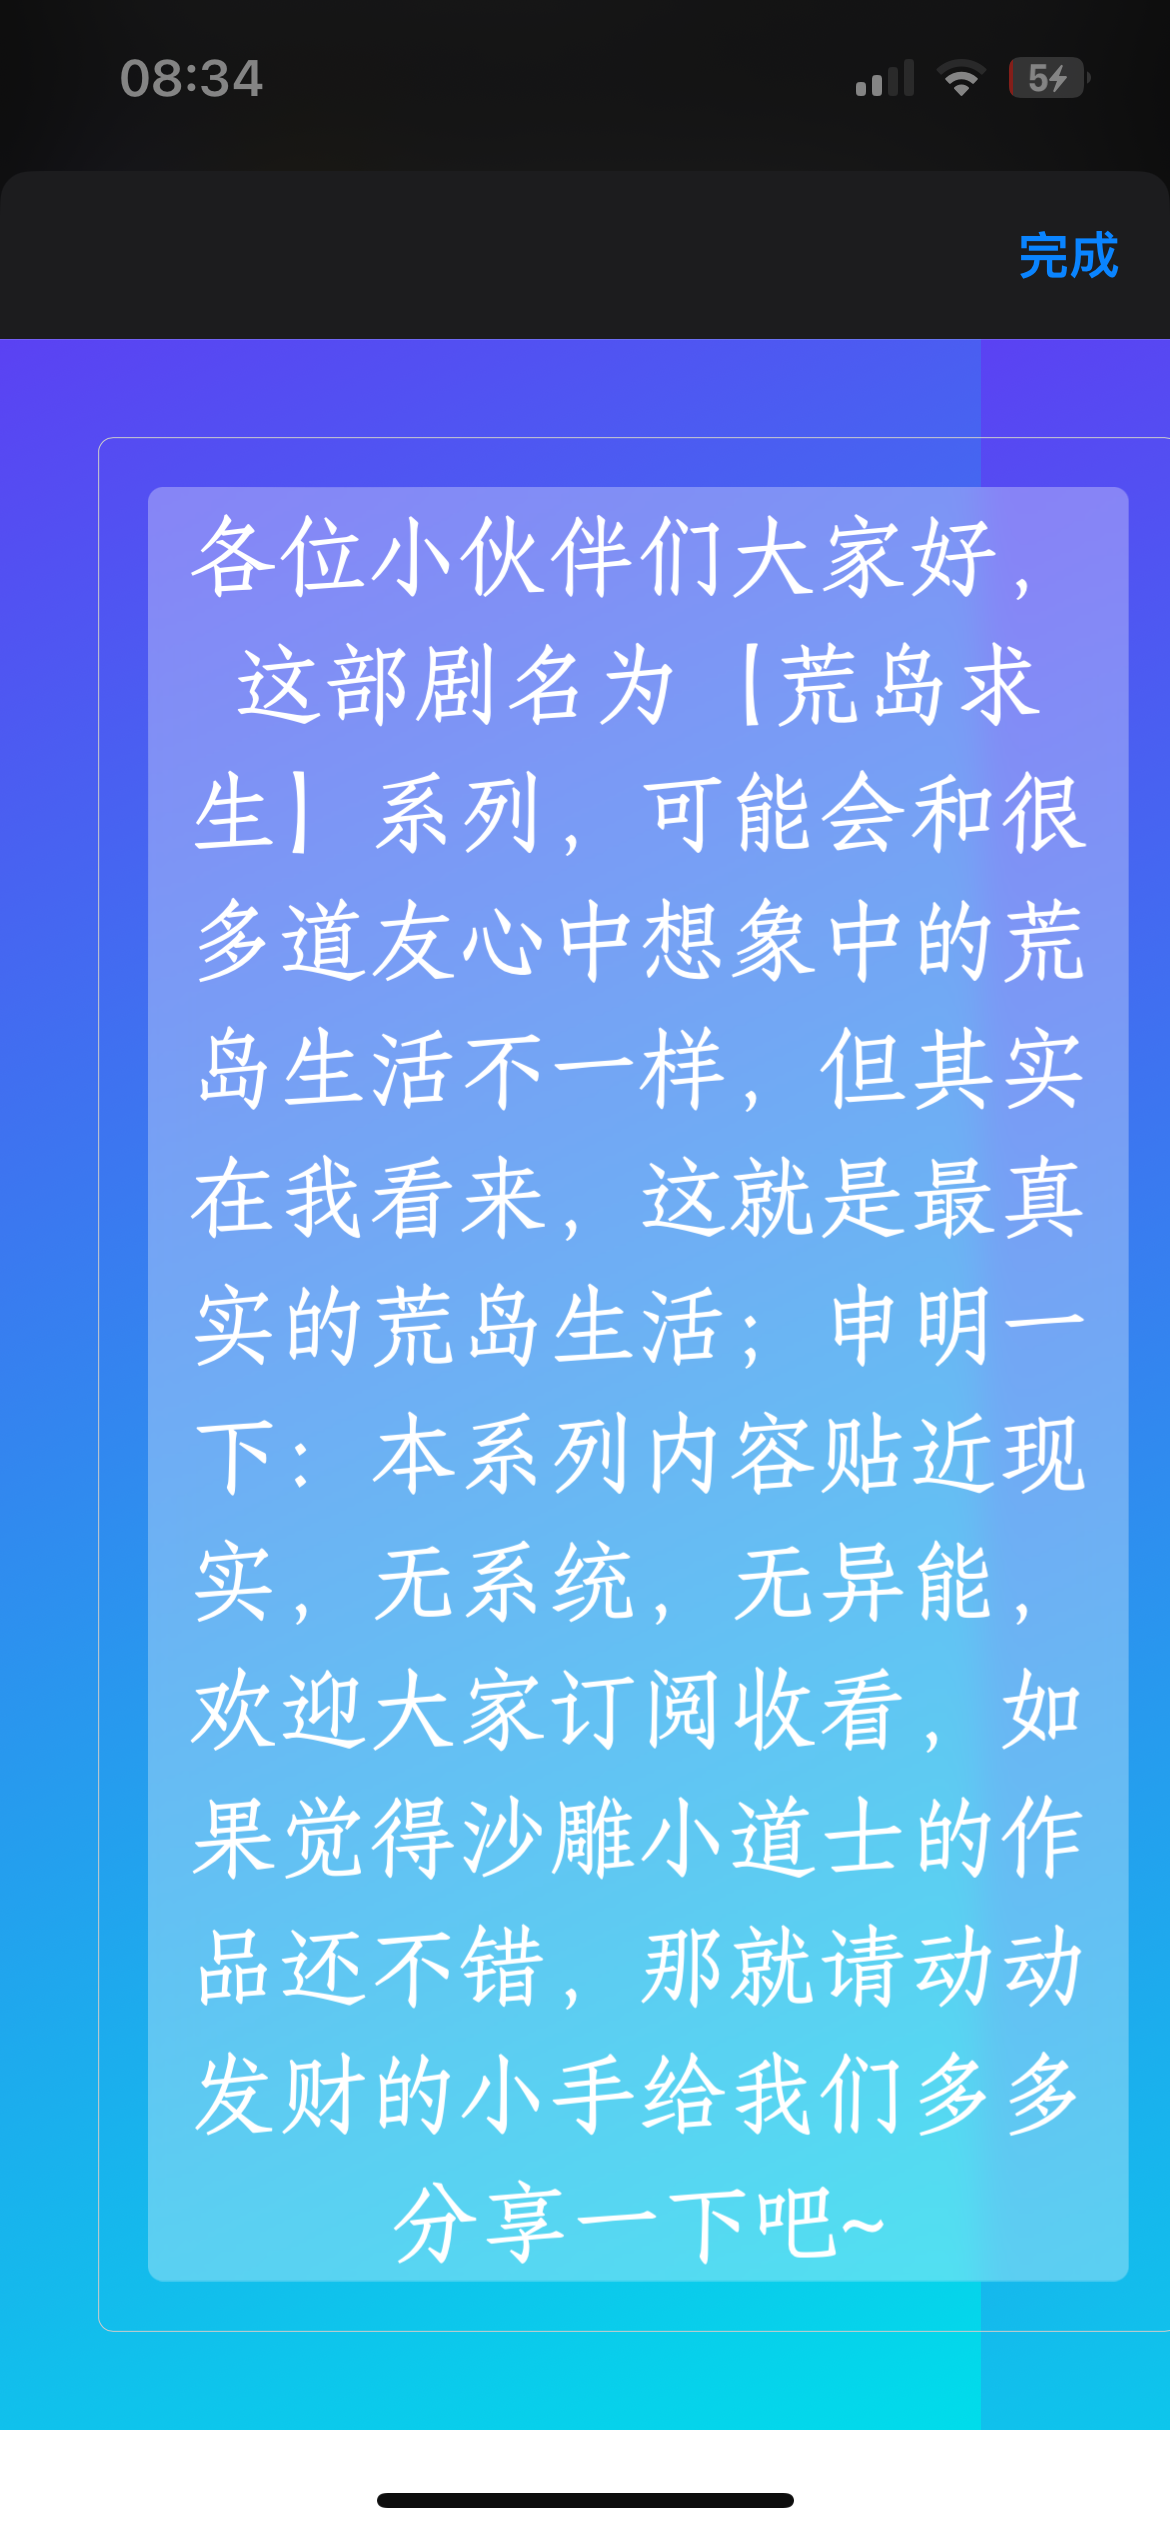 08:34
5
完成
各位小伙伴们大家好，
这部剧名为【荒岛求
生】系列，可能会和很
多道友心中想象中的荒
岛生活不一样，但其实
在我看来，这就是最真
实的荒岛生活；申明一
下：本系列内容贴近现
实，无系统，无异能，
欢迎大家订阅收看，如
果觉得沙雕小道士的作
品还不错，那就请动动
发财的小手给我们多多
分享一下吧~